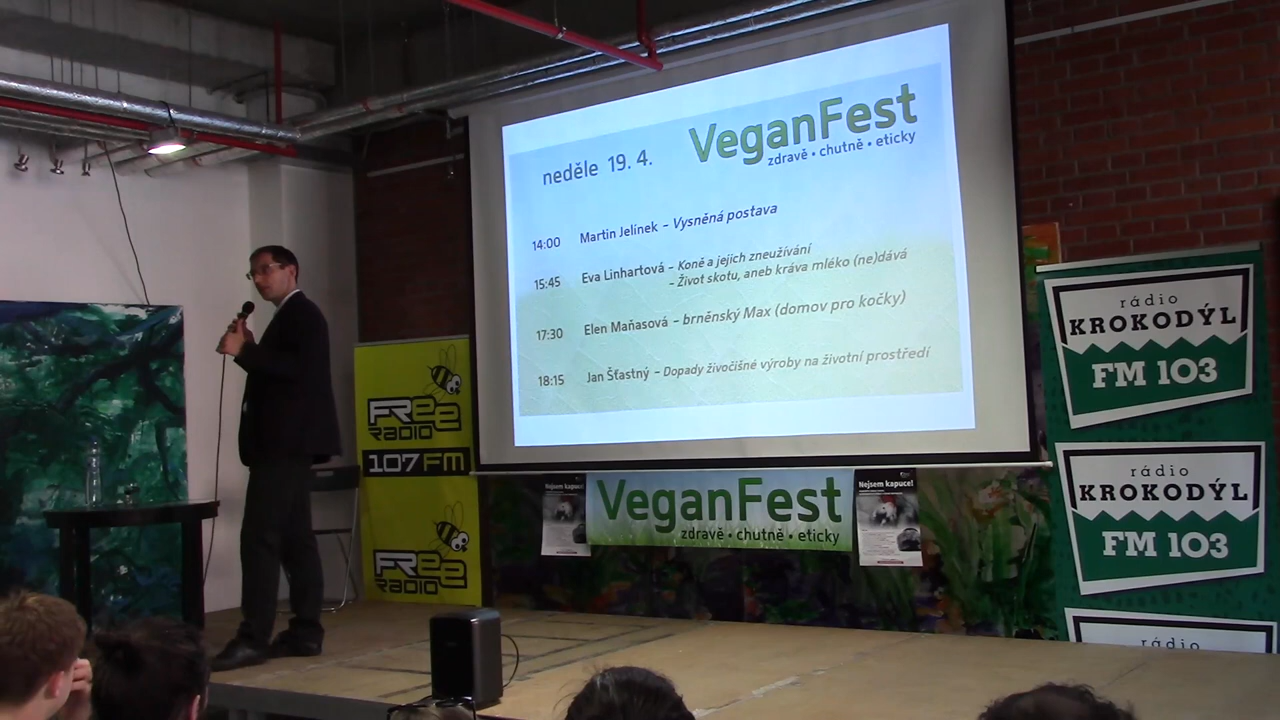 VeganFest
zdravě • chutně • eticky
neděle 19. 4.
14:00 Martin Jelínek – Vysněná postava
15:45 Eva Linhartová – Koně a jejich zneužívání
– Život skotu, aneb kráva mléko (ne)dává
17:30 Elen Maňasová – brněnský Max (domov pro kočky)
18:15 Jan Šťastný – Dopady živočišné výroby na životní prostředí
FREE
RADIO
107 FM
FREE
RADIO
Nejsem kapuce!
VeganFest
zdravě • chutně • eticky
Nejsem kapuce!
rádio
KROKODÝL
FM 103
rádio
KROKODÝL
FM 103
rádio